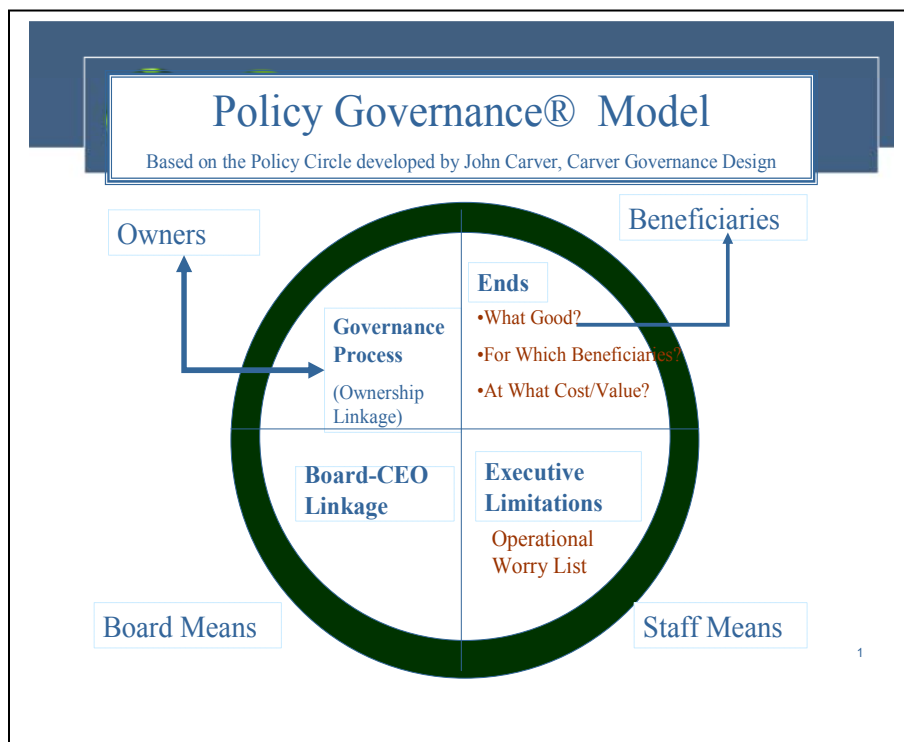 Policy Governance® Model
Based on the Policy Circle developed by John Carver, Carver Governance Design
Owners
Beneficiaries
Governance
Process
(Ownership
Linkage)
Ends
•What Good?
•For Which Beneficiaries?
•At What Cost/Value?
Board-CEO
Linkage
Executive
Limitations
Operational
Worry List
Board Means
Staff Means
1